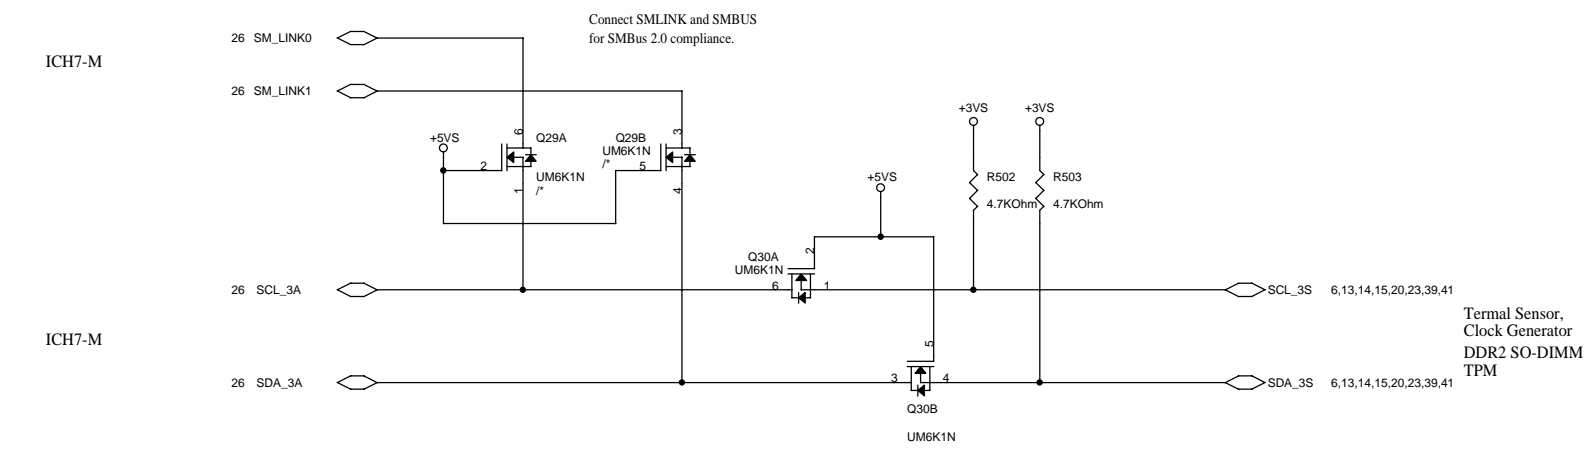 Connect SMLINK and SMBUS
for SMBus 2.0 compliance.
26 SM_LINK0
ICH7-M
26 SM_LINK1
+5VS
2
6
1
Q29A
UM6K1N
/*
Q29B
UM6K1N
/*
5
3
4
+3VS
+3VS
R502
4.7KOhm
R503
4.7KOhm
+5VS
Q30A
UM6K1N
2
6
1
26 SCL_3A
SCL_3S 6,13,14,15,20,23,39,41
ICH7-M
Termal Sensor,
Clock Generator
DDR2 SO-DIMM
TPM
5
3
4
26 SDA_3A
SDA_3S 6,13,14,15,20,23,39,41
Q30B
UM6K1N